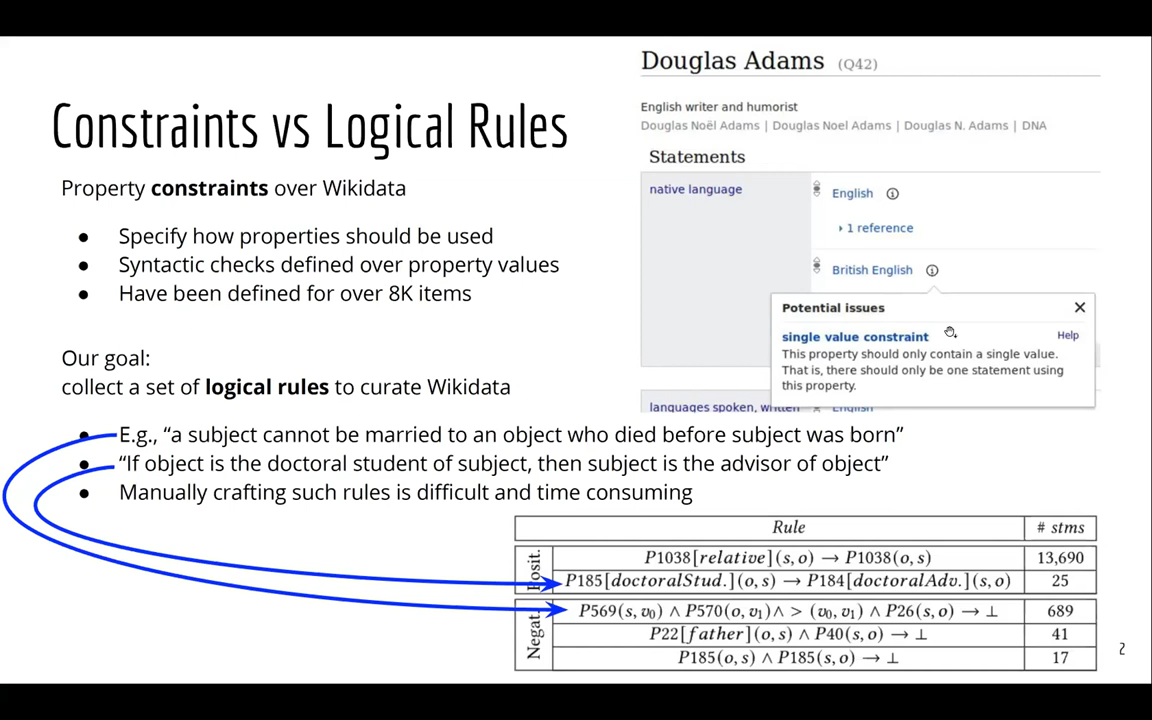 Constraints vs Logical Rules
Property constraints over Wikidata
● Specify how properties should be used
● Syntactic checks defined over property values
● Have been defined for over 8K items
Our goal:
collect a set of logical rules to curate Wikidata
● E.g., “a subject cannot be married to an object who died before subject was born”
● “If object is the doctoral student of subject, then subject is the advisor of object”
● Manually crafting such rules is difficult and time consuming
Douglas Adams (Q42)
English writer and humorist
Douglas Noël Adams | Douglas Noel Adams | Douglas N. Adams | DNA
Statements
native language
English
1 reference
British English
Potential issues
single value constraint Help
This property should only contain a single value.
That is, there should only be one statement using
this property.
languages spoken, written English
Rule # stms
Posit.
P1038[relative](s, o) → P1038(o, s) 13,690
P185[doctoralStud.](o, s) → P184[doctoralAdv.](s, o) 25
Negat.
P569(s, v₀) ∧ P570(o, v₁)∧ > (v₀, v₁) ∧ P26(s, o) → ⊥ 689
P22[father](o, s) ∧ P40(s, o) → ⊥ 41
P185(o, s) ∧ P185(s, o) → ⊥ 17
2